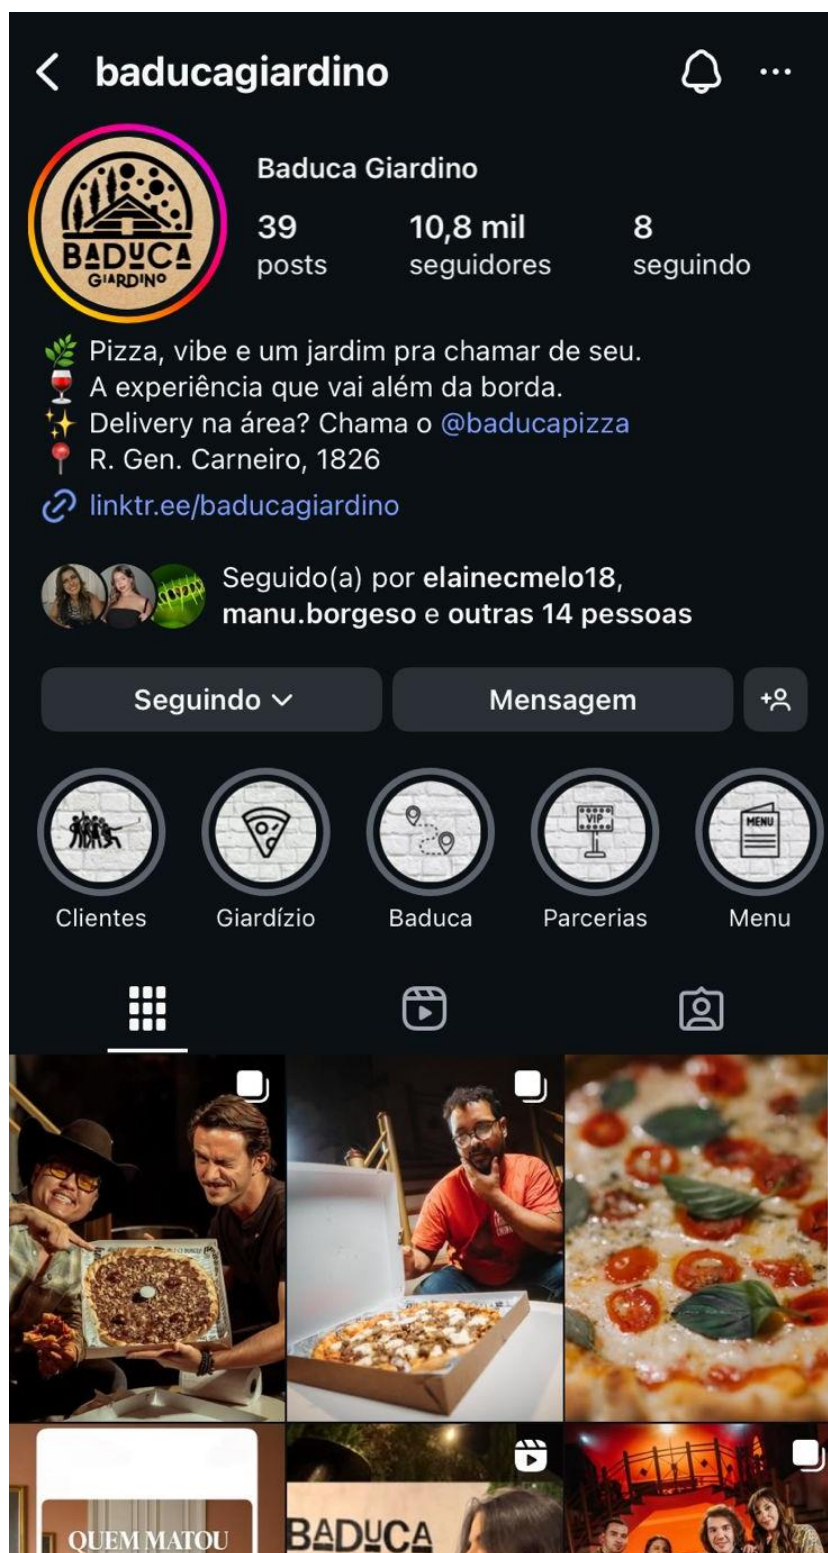 baducagiardino
BADUCA
GIARDINO
Baduca Giardino
39
posts
10,8 mil
seguidores
8
seguindo
🌿 Pizza, vibe e um jardim pra chamar de seu.
🍷 A experiência que vai além da borda.
✨ Delivery na área? Chama o @baducapizza
📍 R. Gen. Carneiro, 1826
linktr.ee/baducagiardino
Seguido(a) por elainecmelo18,
manu.borgeso e outras 14 pessoas
Seguindo
Mensagem
VIP
MENU
Clientes
Giardízio
Baduca
Parcerias
Menu
QUEM MATOU
BADUCA